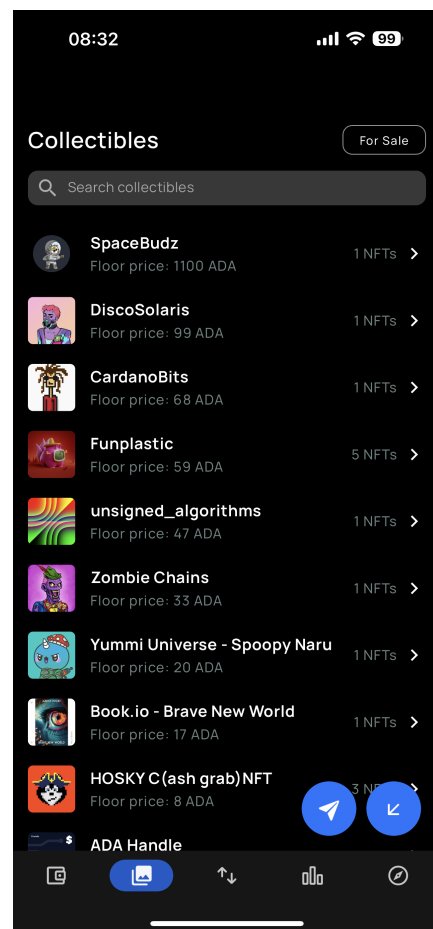 08:32
99
Collectibles
For Sale
Search collectibles
SpaceBudz
Floor price: 1100 ADA
1 NFTs
DiscoSolaris
Floor price: 99 ADA
1 NFTs
CardanoBits
Floor price: 68 ADA
1 NFTs
Funplastic
Floor price: 59 ADA
5 NFTs
unsigned_algorithms
Floor price: 47 ADA
1 NFTs
Zombie Chains
Floor price: 33 ADA
1 NFTs
Yummi Universe - Spoopy Naru
Floor price: 20 ADA
1 NFTs
Book.io - Brave New World
Floor price: 17 ADA
1 NFTs
HOSKY C(ash grab)NFT
Floor price: 8 ADA
3 NF
$
ADA Handle